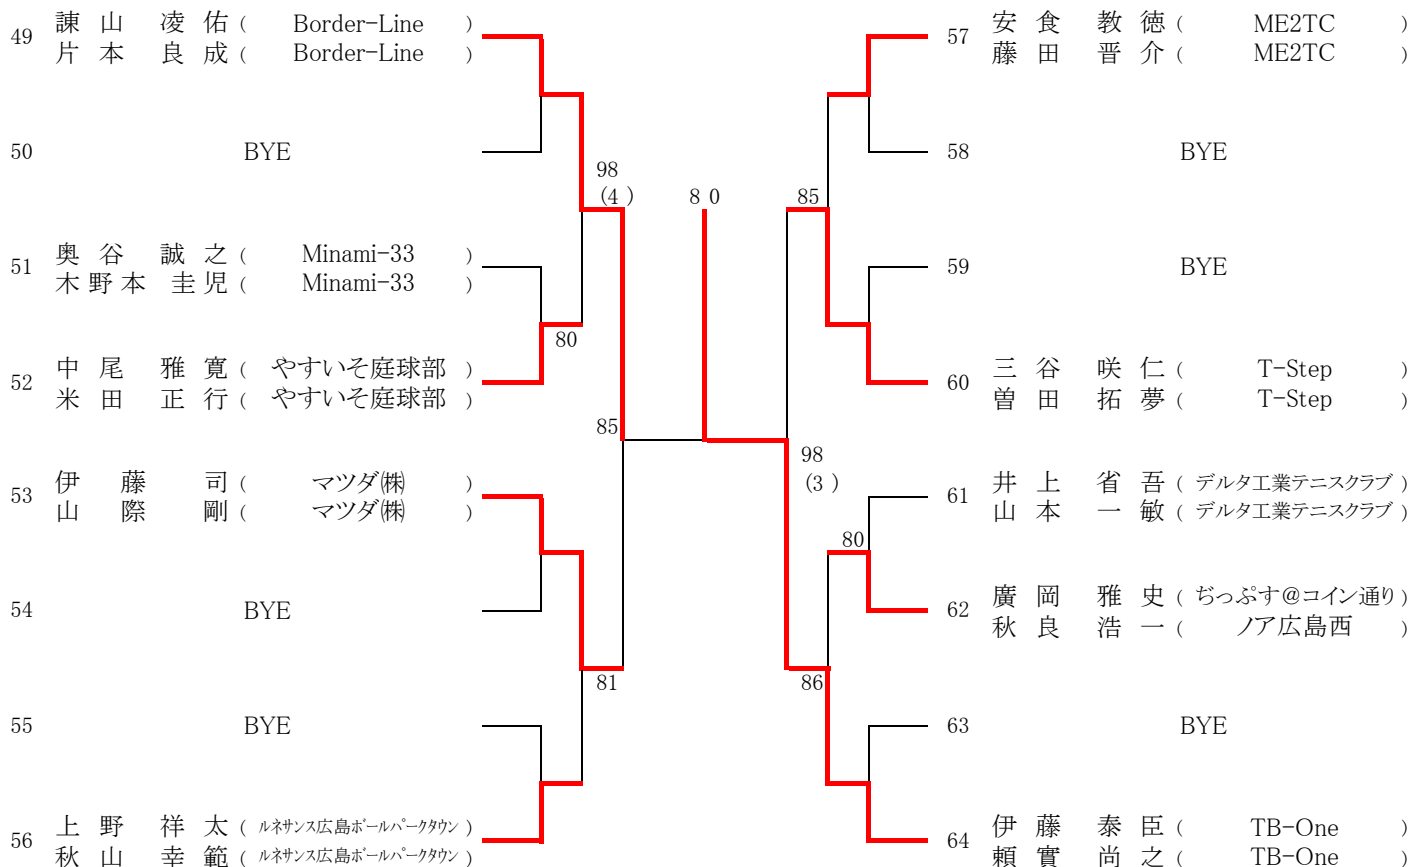 49 諫山 凌佑 ( Border-Line )
片本 良成 ( Border-Line )
50 BYE
98
(4)
51 奥谷 誠之 ( Minami-33 )
木野本 圭児 ( Minami-33 )
80
52 中尾 雅寛 ( やすいそ庭球部 )
米田 正行 ( やすいそ庭球部 )
85
53 伊藤 司 ( マツダ㈱ )
山際 剛 ( マツダ㈱ )
54 BYE
81
55 BYE
56 上野 祥太 ( ルネサンス広島ボールパークタウン )
秋山 幸範 ( ルネサンス広島ボールパークタウン )
8 0
57 安食 教徳 ( ME2TC )
藤田 晋介 ( ME2TC )
58 BYE
85
59 BYE
60 三谷 咲仁 ( T-Step )
曽田 拓夢 ( T-Step )
98
(3)
61 井上 省吾 ( デルタ工業テニスクラブ )
山本 一敏 ( デルタ工業テニスクラブ )
80
62 廣岡 雅史 ( ぢっぷす@コイン通り )
秋良 浩一 ( ノア広島西 )
86
63 BYE
64 伊藤 泰臣 ( TB-One )
頼實 尚之 ( TB-One )